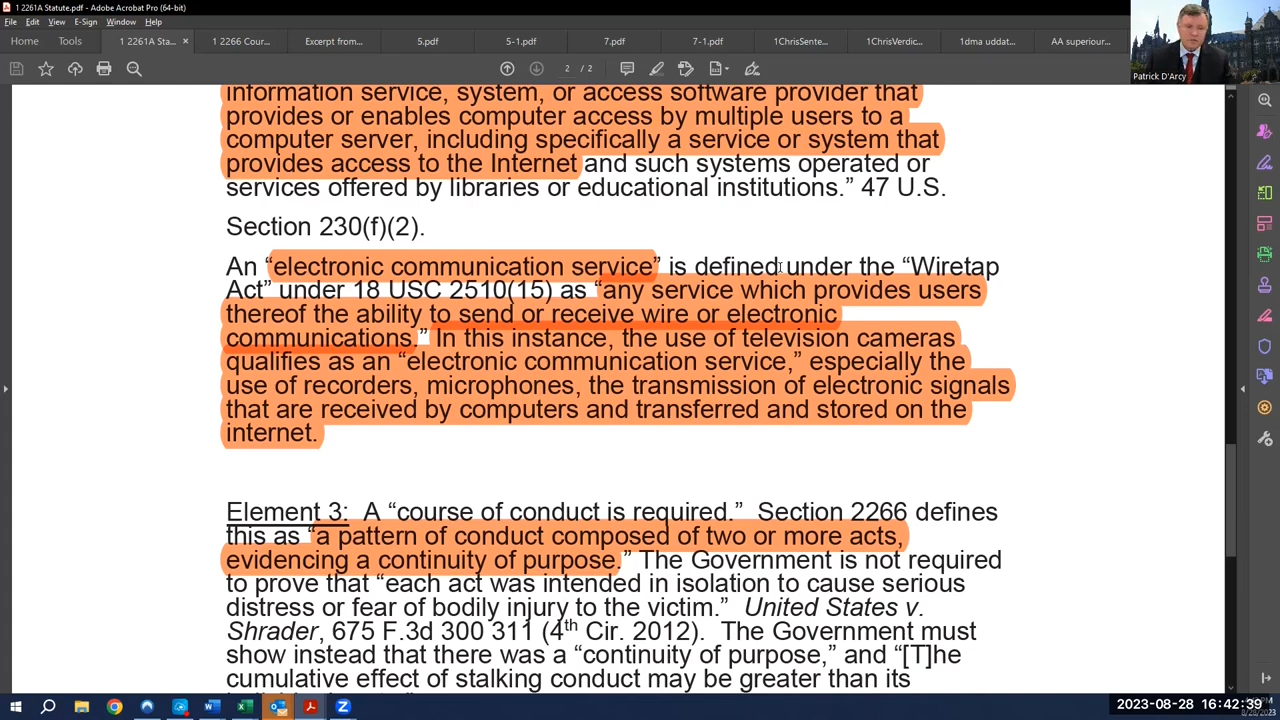 1 2261A Statute.pdf - Adobe Acrobat Pro (64-bit)
File Edit View E-Sign Window Help
Home Tools 1 2261A Sta... 1 2266 Cour... Excerpt from... 5.pdf 5-1.pdf 7.pdf 7-1.pdf 1ChrisSente... 1ChrisVerdic... 1dma uddat... AA superiour...
2 / 2
Patrick D'Arcy
information service, system, or access software provider that
provides or enables computer access by multiple users to a
computer server, including specifically a service or system that
provides access to the Internet and such systems operated or
services offered by libraries or educational institutions.” 47 U.S.
Section 230(f)(2).
An “electronic communication service” is defined under the “Wiretap
Act” under 18 USC 2510(15) as “any service which provides users
thereof the ability to send or receive wire or electronic
communications.” In this instance, the use of television cameras
qualifies as an “electronic communication service,” especially the
use of recorders, microphones, the transmission of electronic signals
that are received by computers and transferred and stored on the
internet.
Element 3: A “course of conduct is required.” Section 2266 defines
this as “a pattern of conduct composed of two or more acts,
evidencing a continuity of purpose.” The Government is not required
to prove that “each act was intended in isolation to cause serious
distress or fear of bodily injury to the victim.” United States v.
Shrader, 675 F.3d 300 311 (4th Cir. 2012). The Government must
show instead that there was a “continuity of purpose,” and “[T]he
cumulative effect of stalking conduct may be greater than its
2023-08-28 16:42:39